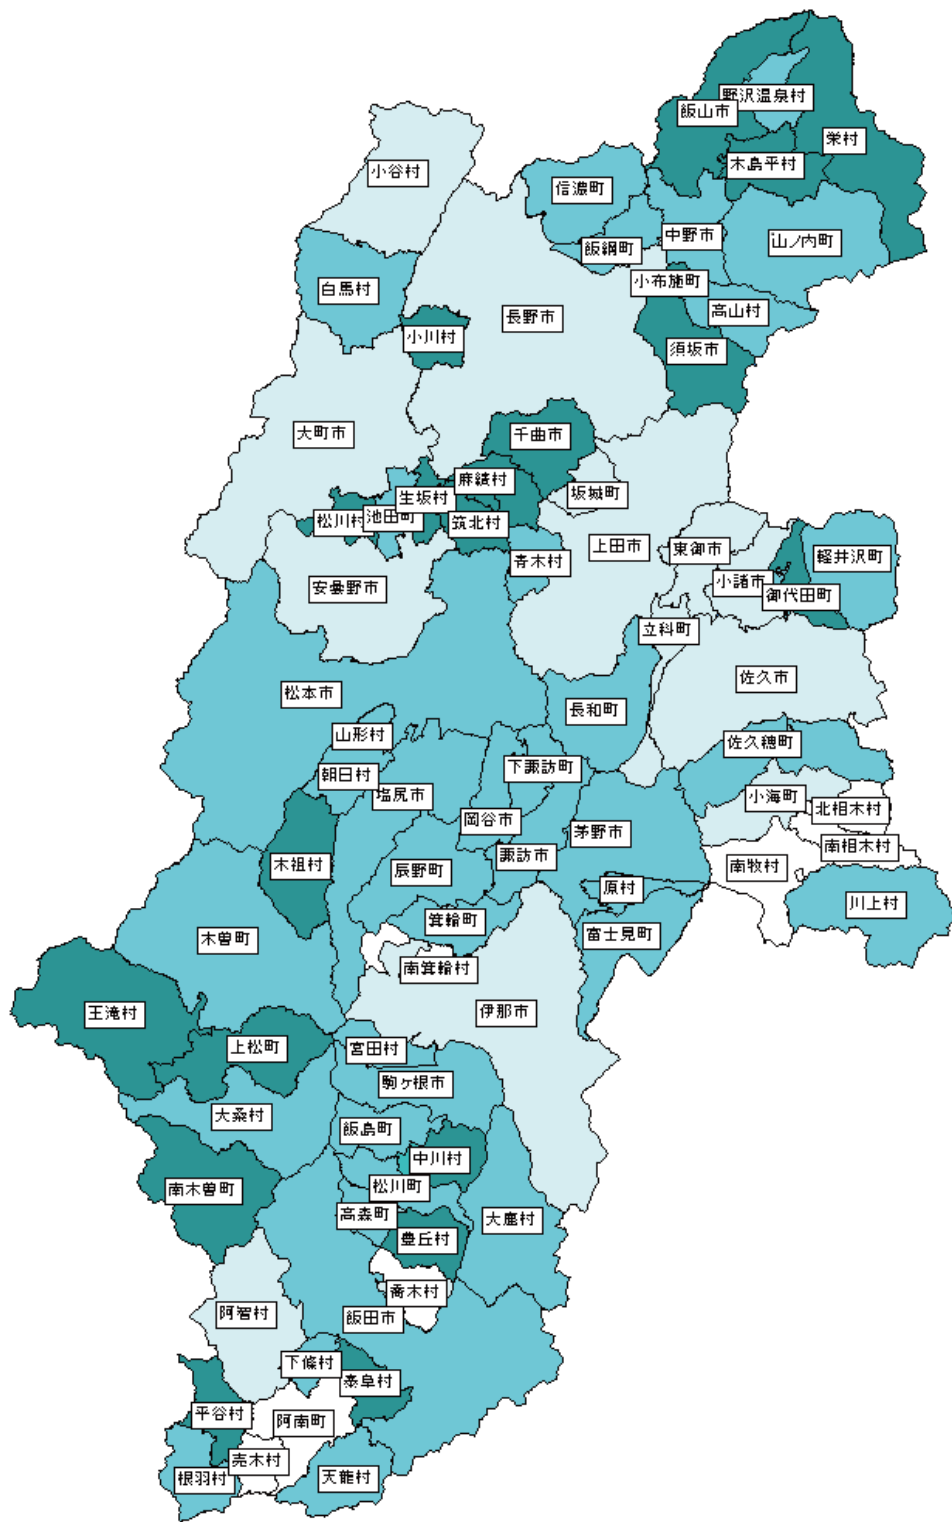 野沢温泉村
飯山市
栄村
木島平村
小谷村
信濃町
中野市
山ノ内町
飯綱町
小布施町
白馬村
高山村
長野市
小川村
須坂市
大町市
千曲市
麻績村
坂城町
生坂村
松川村
池田町
筑北村
上田市
東御市
青木村
軽井沢町
小諸市
安曇野市
御代田町
立科町
佐久市
松本市
長和町
山形村
佐久穂町
下諏訪町
朝日村
塩尻市
小海町
北相木村
岡谷市
茅野市
南相木村
諏訪市
木祖村
辰野町
南牧村
原村
川上村
箕輪町
木曽町
富士見町
南箕輪村
王滝村
伊那市
上松町
宮田村
駒ヶ根市
大桑村
飯島町
中川村
南木曽町
松川町
高森町
大鹿村
豊丘村
喬木村
阿智村
飯田市
下條村
泰阜村
平谷村
阿南町
売木村
根羽村
天龍村